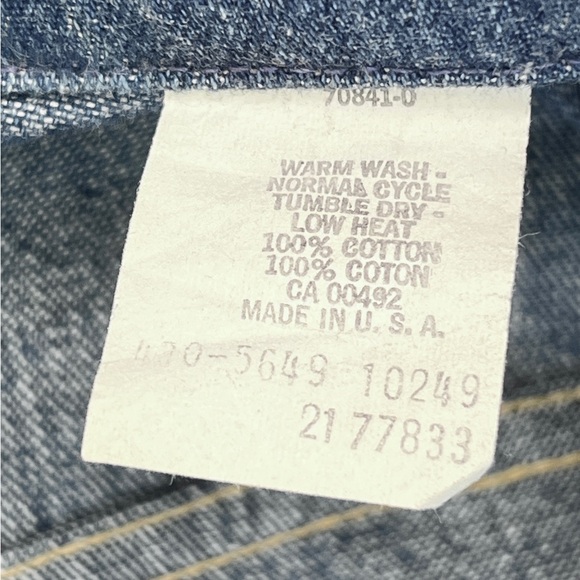 70841-0
WARM WASH -
NORMAL CYCLE
TUMBLE DRY -
LOW HEAT
100% COTTON
100% COTON
CA 00492
MADE IN U. S. A.
470-5649 10249
21 77833